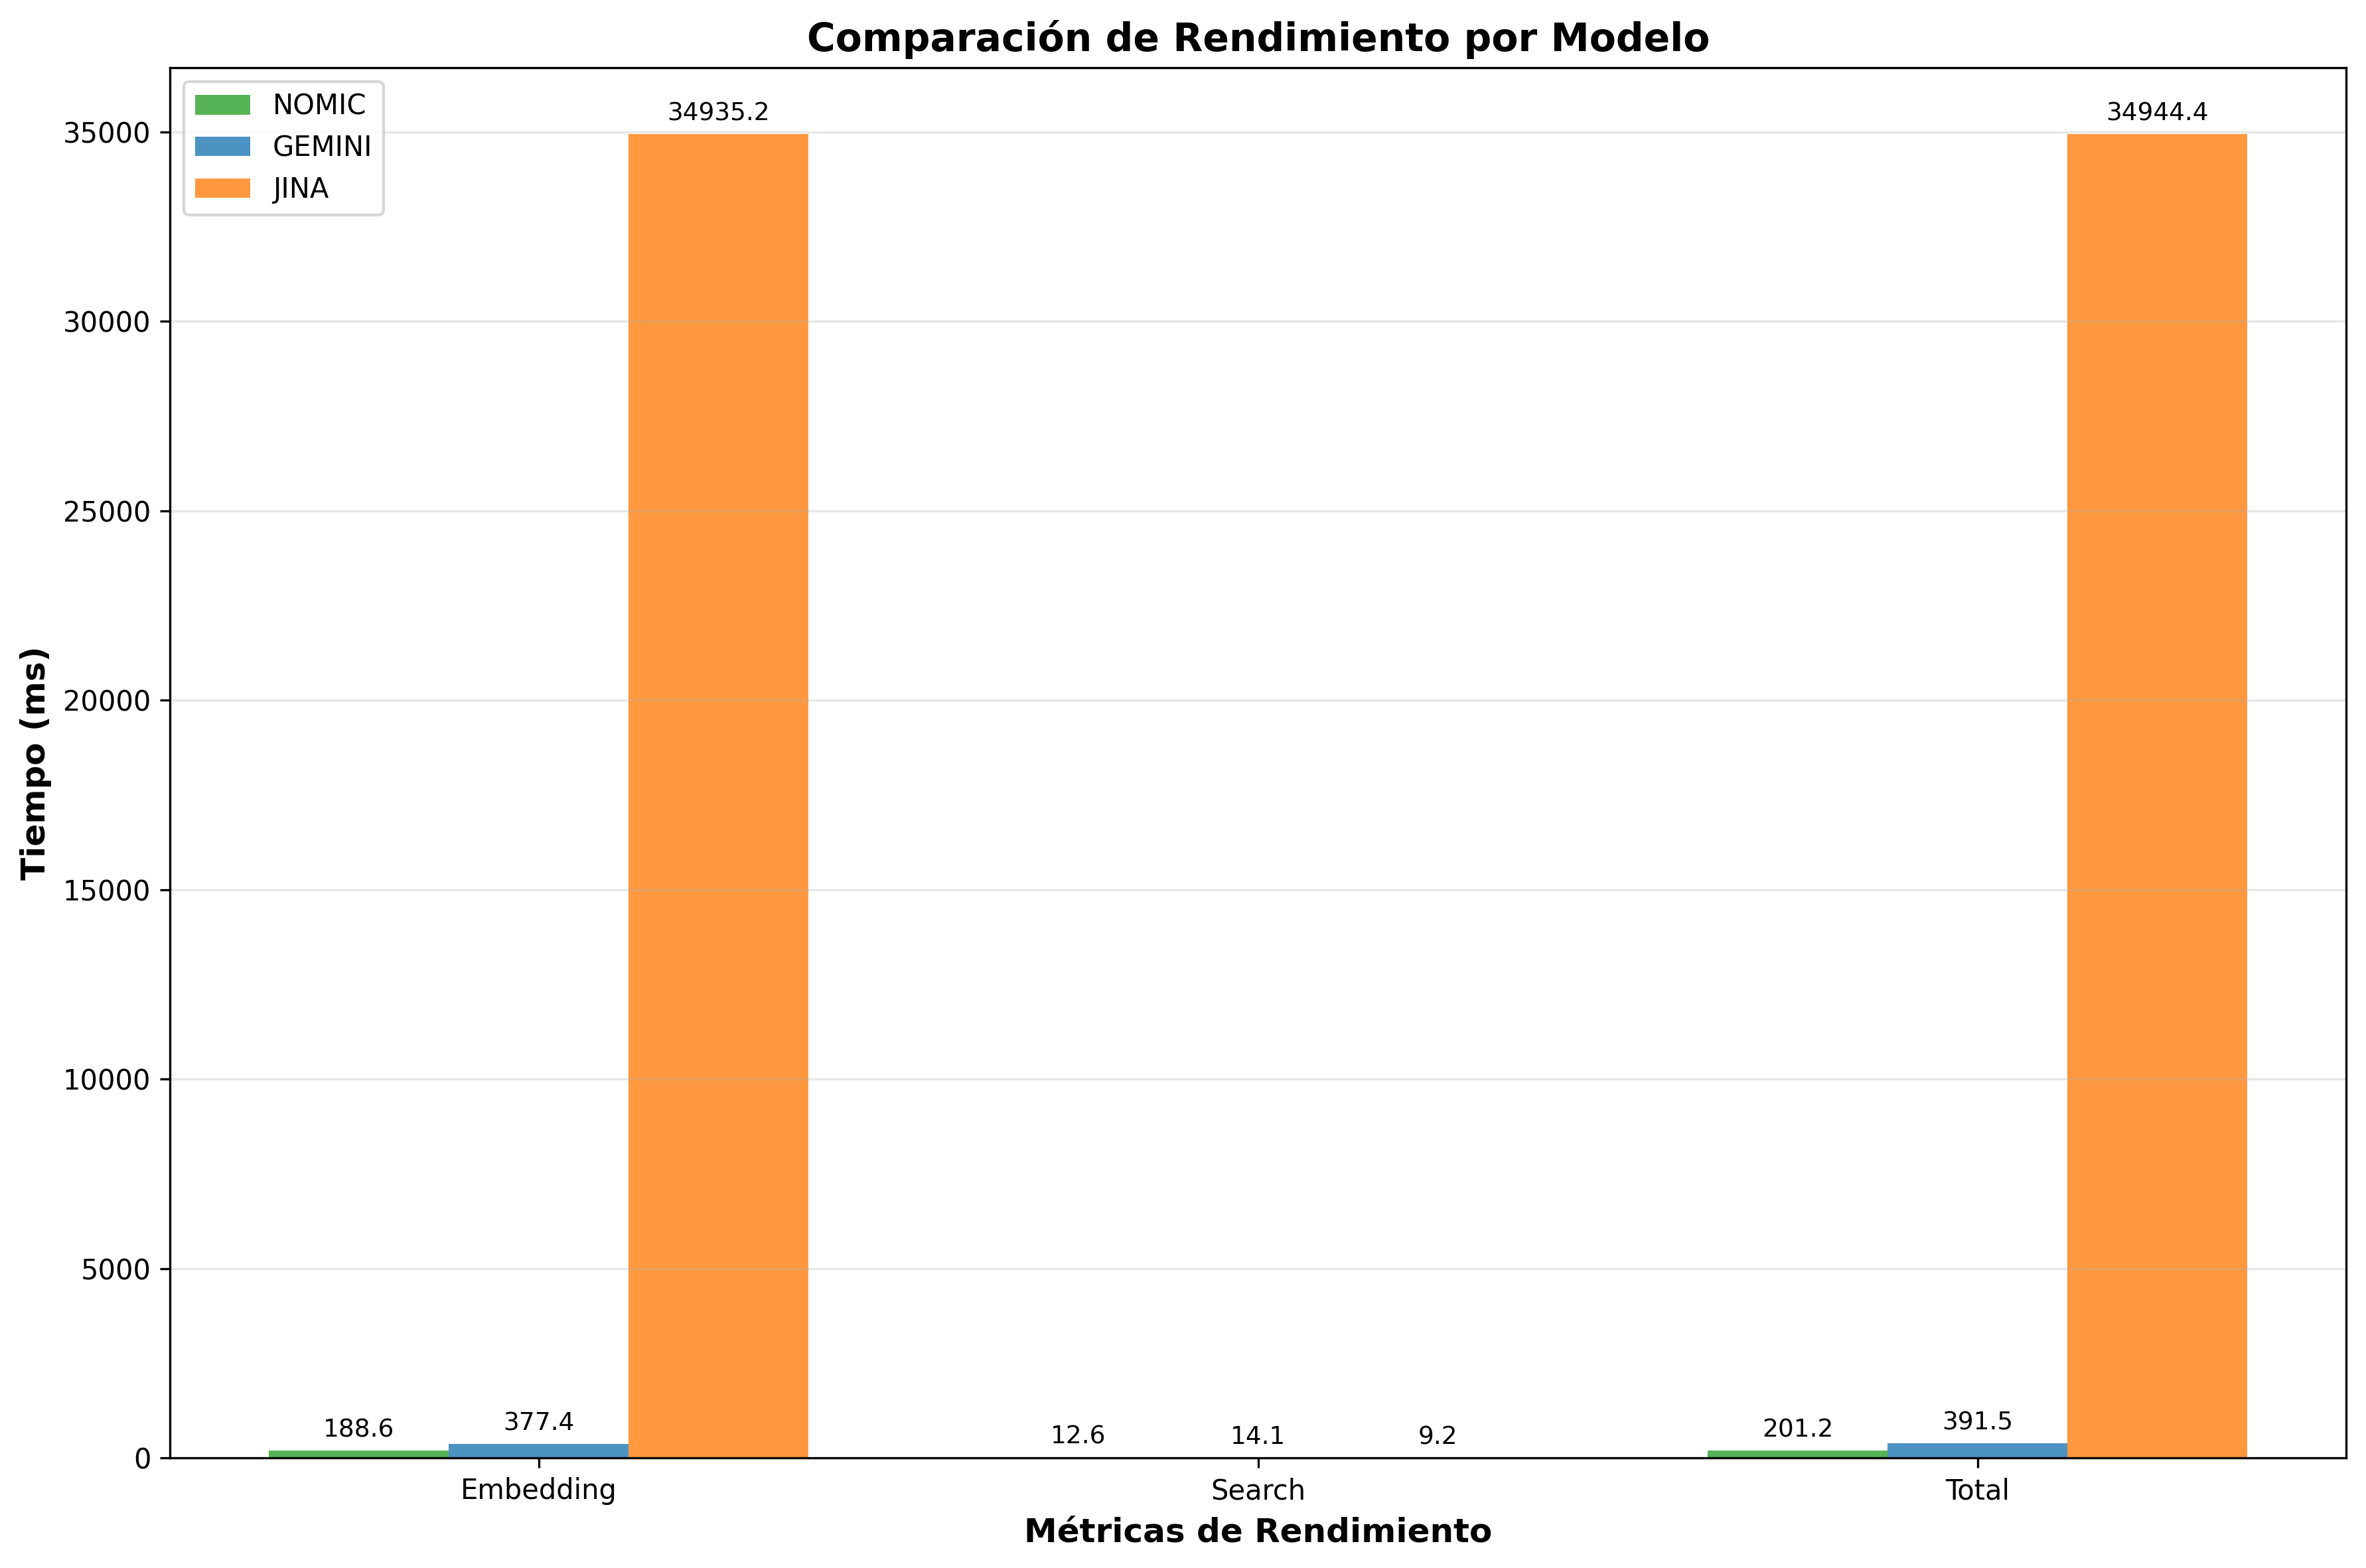 Comparación de Rendimiento por Modelo
NOMIC
GEMINI
JINA
Tiempo (ms)
35000
30000
25000
20000
15000
10000
5000
0
188.6
377.4
34935.2
12.6
14.1
9.2
201.2
391.5
34944.4
Embedding
Search
Total
Métricas de Rendimiento